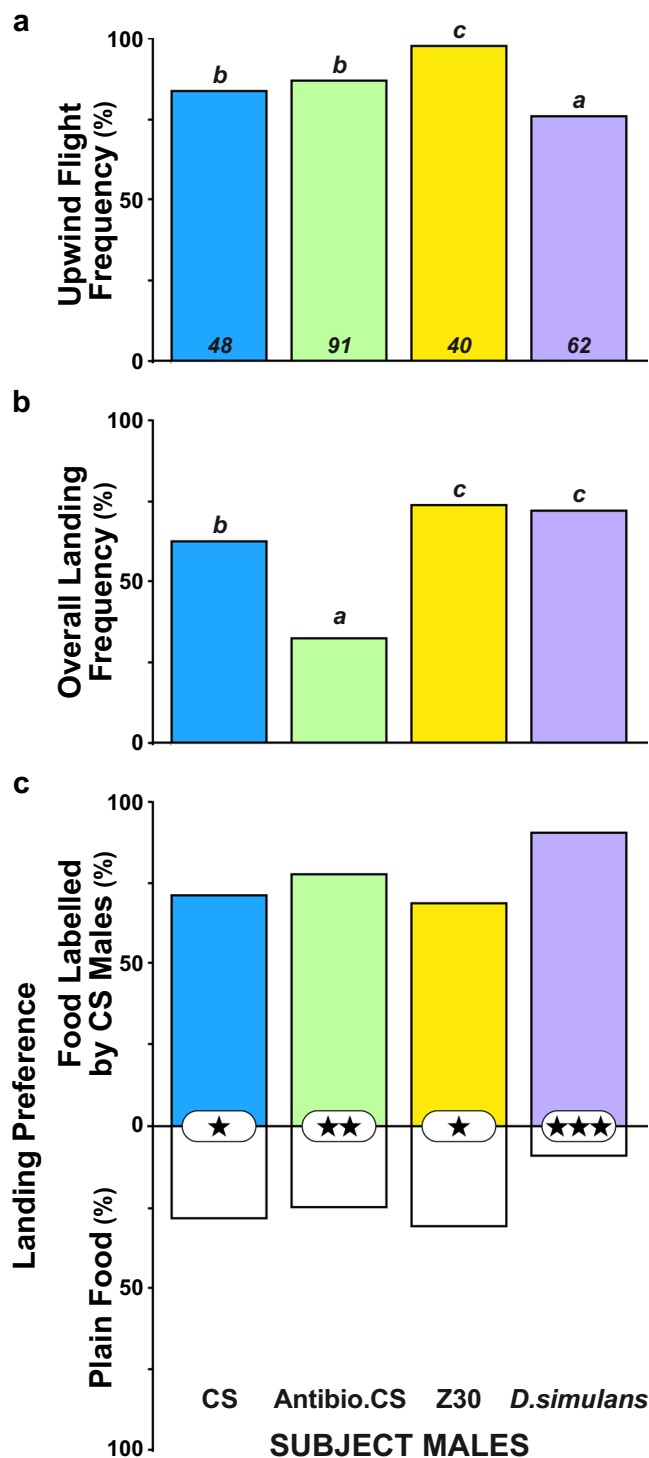 a
Upwind Flight
Frequency (%)
100
50
0
b
b
c
a
48
91
40
62
b
Overall Landing
Frequency (%)
100
50
0
b
a
c
c
c
Landing Preference
Food Labelled
by CS Males (%)
Plain Food (%)
100
50
0
50
100
★
★★
★
★★★
CS
Antibio.CS
Z30
D.simulans
SUBJECT MALES